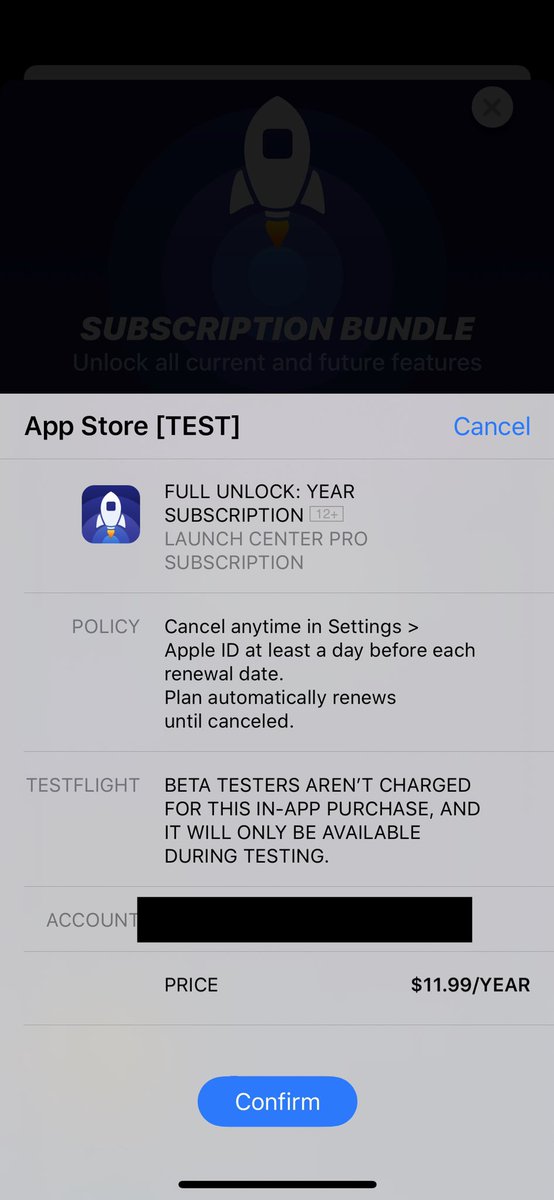 SUBSCRIPTION BUNDLE
Unlock all current and future features
App Store [TEST]
Cancel
FULL UNLOCK: YEAR
SUBSCRIPTION 12+
LAUNCH CENTER PRO
SUBSCRIPTION
POLICY
Cancel anytime in Settings >
Apple ID at least a day before each
renewal date.
Plan automatically renews
until canceled.
TESTFLIGHT
BETA TESTERS AREN’T CHARGED
FOR THIS IN-APP PURCHASE, AND
IT WILL ONLY BE AVAILABLE
DURING TESTING.
ACCOUNT
PRICE
$11.99/YEAR
Confirm